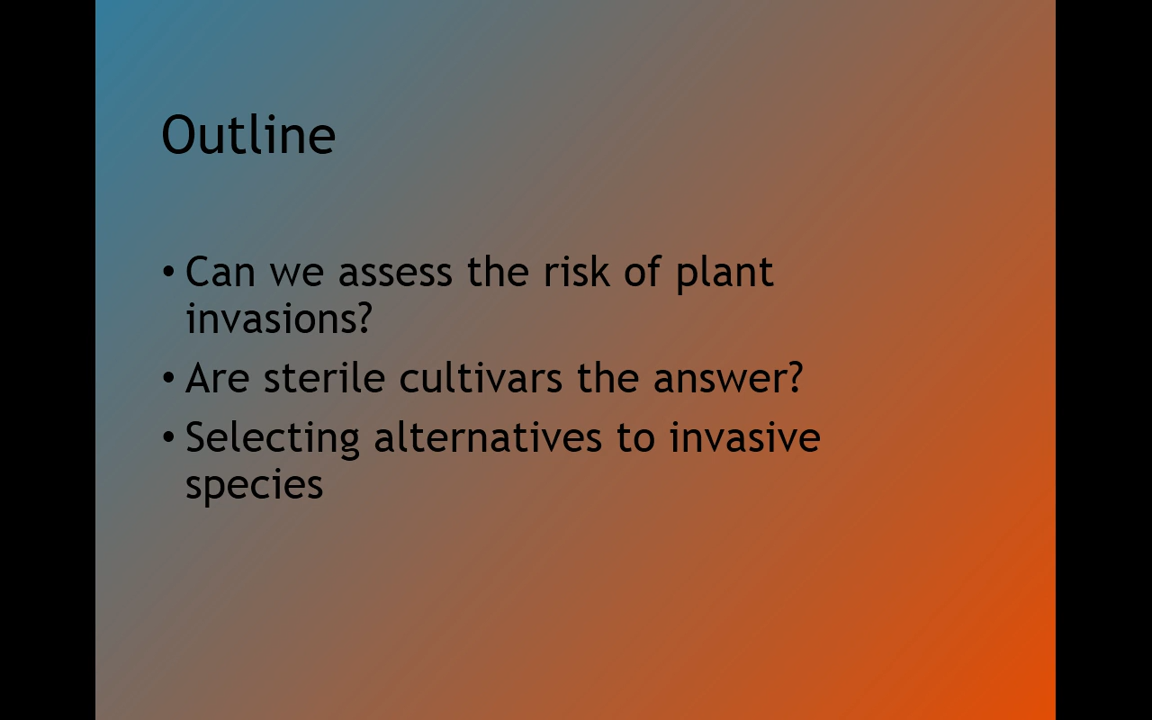 Outline
• Can we assess the risk of plant
invasions?
• Are sterile cultivars the answer?
• Selecting alternatives to invasive
species